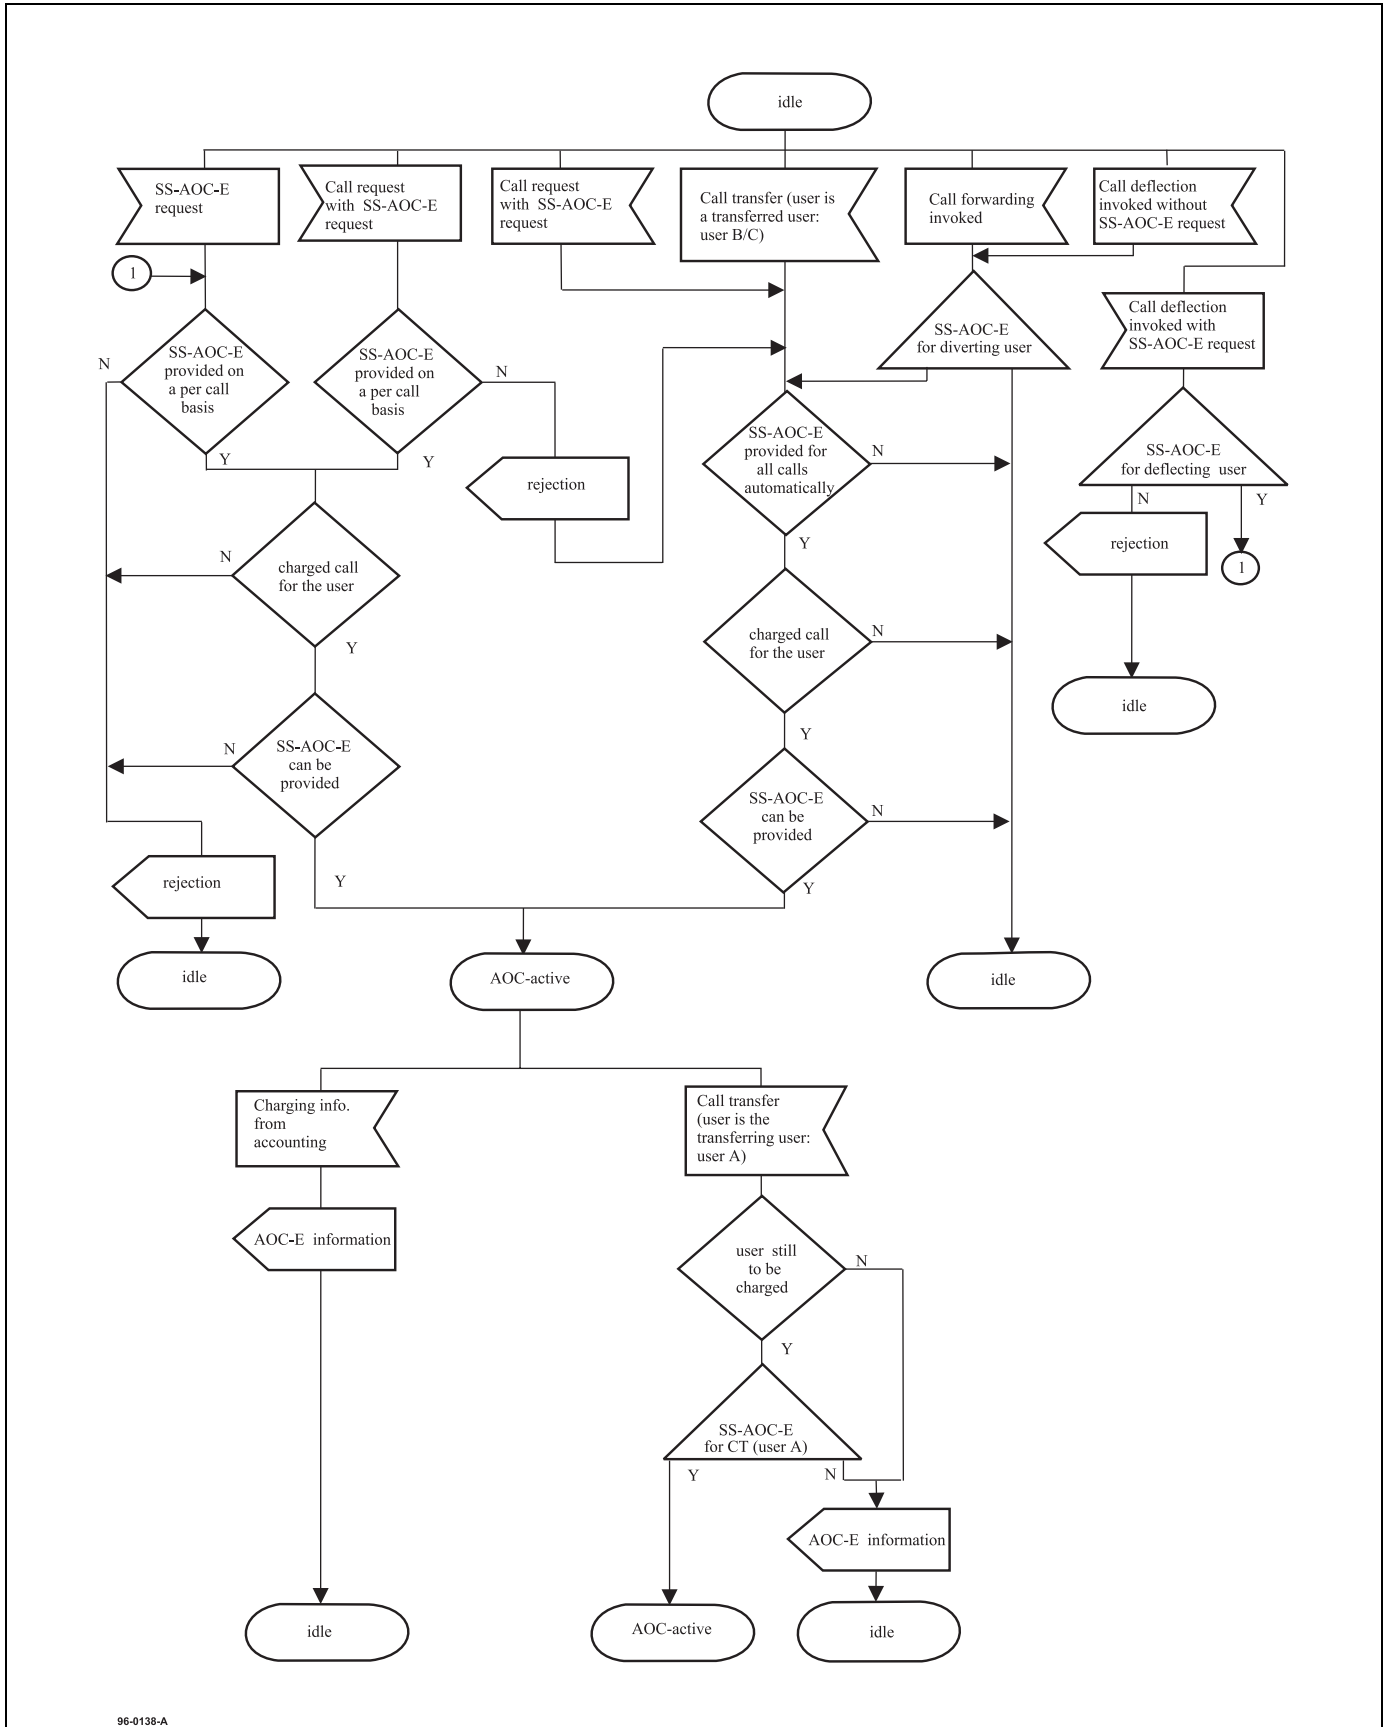 idle
SS-AOC-E
request
Call request
with SS-AOC-E
request
Call request
with SS-AOC-E
request
Call transfer (user is
a transferred user:
user B/C)
Call forwarding
invoked
Call deflection
invoked without
SS-AOC-E request
1
Call deflection
invoked with
SS-AOC-E request
SS-AOC-E
for diverting user
N
SS-AOC-E
provided on
a per call
basis
Y
SS-AOC-E
provided on
a per call
basis
N
Y
rejection
SS-AOC-E
provided for
all calls
automatically
N
Y
SS-AOC-E
for deflecting user
N
Y
rejection
1
idle
N
charged call
for the user
Y
charged call
for the user
N
Y
N
SS-AOC-E
can be
provided
Y
SS-AOC-E
can be
provided
N
Y
rejection
idle
AOC-active
idle
Charging info.
from
accounting
Call transfer
(user is the
transferring user:
user A)
AOC-E information
user still
to be
charged
N
Y
SS-AOC-E
for CT (user A)
Y
N
AOC-E information
idle
AOC-active
idle
96-0138-A